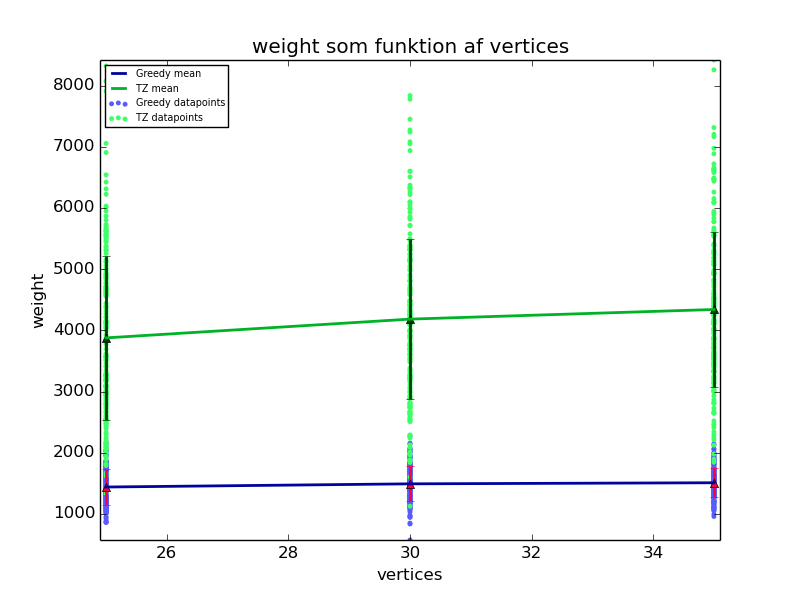 weight som funktion af vertices
Greedy mean
TZ mean
Greedy datapoints
TZ datapoints
8000
7000
6000
5000
4000
3000
2000
1000
weight
26 28 30 32 34
vertices